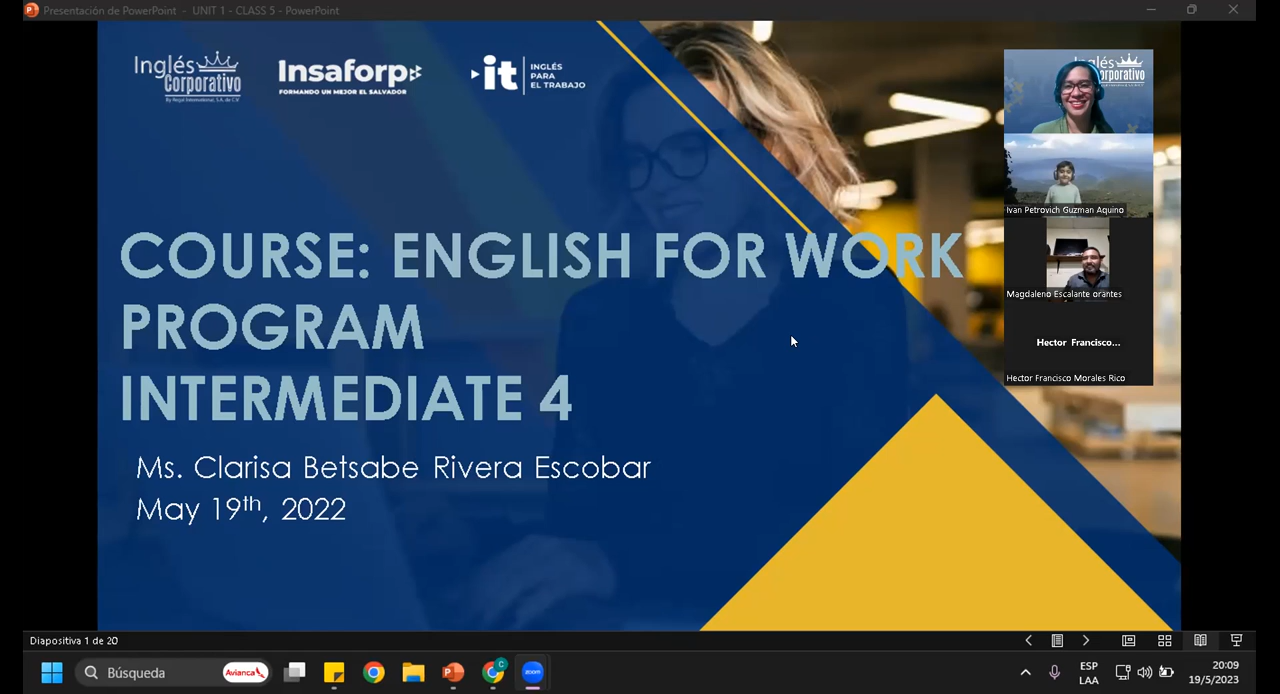 Presentación de PowerPoint - UNIT 1 - CLASS 5 - PowerPoint
Inglés
Corporativo
Insaforp
FORMANDO UN MEJOR EL SALVADOR
it
INGLÉS
PARA
EL TRABAJO
Inglés
Corporativo
Ivan Petrovich Guzman Aquino
Magdaleno Escalante orantes
Hector Francisco...
Hector Francisco Morales Rico
COURSE: ENGLISH FOR WORK
PROGRAM
INTERMEDIATE 4
Ms. Clarisa Betsabe Rivera Escobar
May 19th, 2022
Diapositiva 1 de 20
Búsqueda
Avianca
C
zoom
ESP
LAA
20:09
19/5/2023